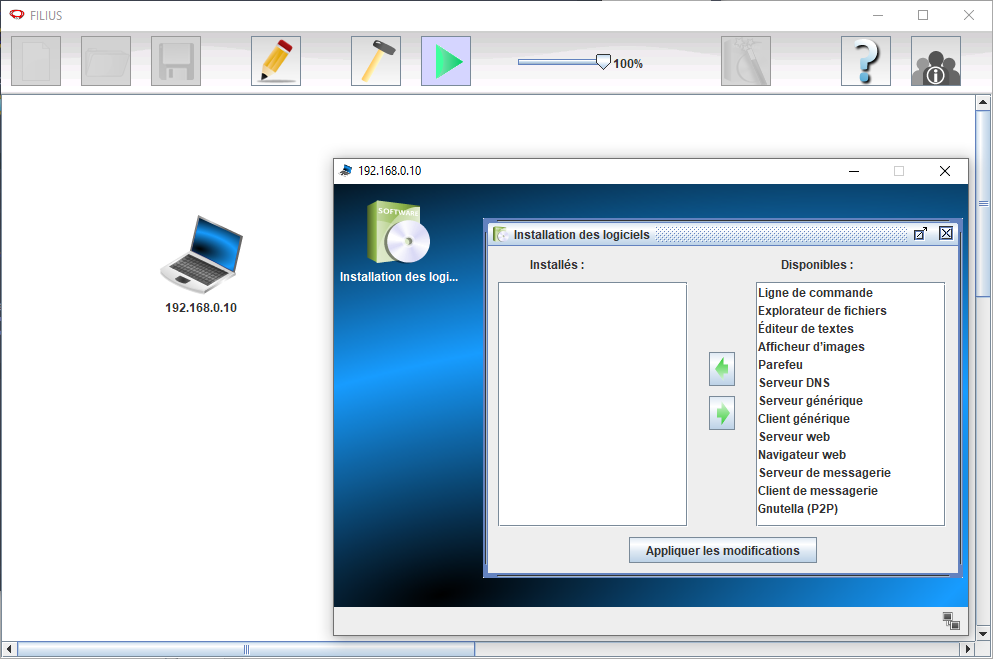 FILIUS
100%
192.168.0.10
192.168.0.10
SOFTWARE
Installation des logi...
Installation des logiciels
Installés :
Disponibles :
Ligne de commande
Explorateur de fichiers
Éditeur de textes
Afficheur d'images
Parefeu
Serveur DNS
Serveur générique
Client générique
Serveur web
Navigateur web
Serveur de messagerie
Client de messagerie
Gnutella (P2P)
Appliquer les modifications